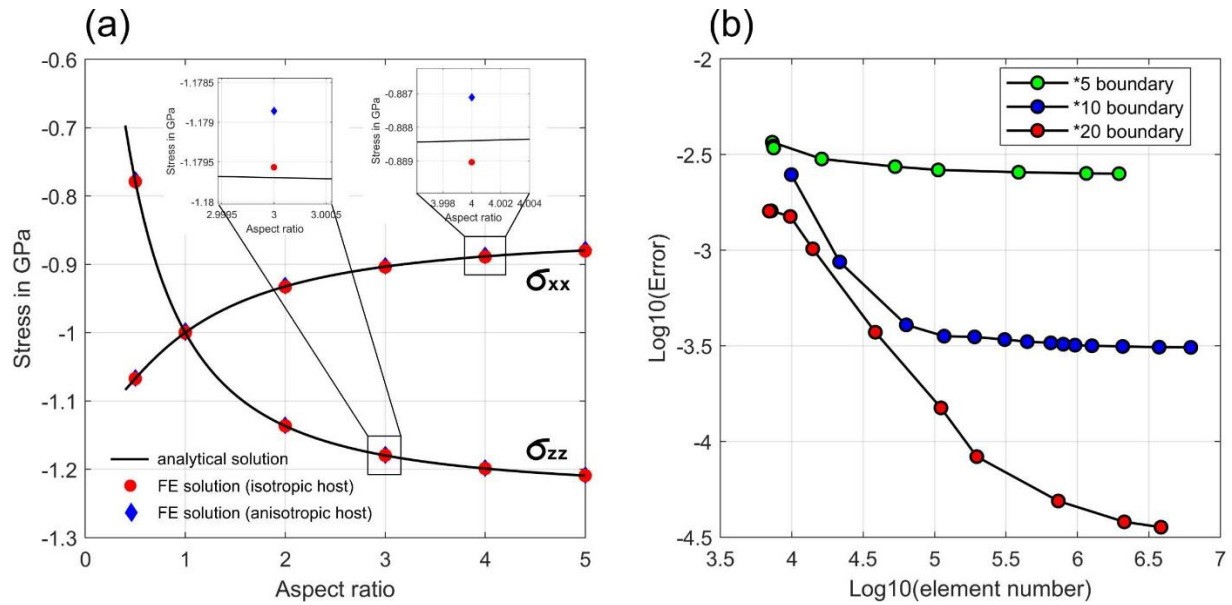 (a)
-0.6
-0.7
-0.8
-0.9
-1
-1.1
-1.2
-1.3
Stress in GPa
0 1 2 3 4 5
Aspect ratio
-1.1785
-1.179
-1.1795
-1.18
Stress in GPa
2.9995 3 3.0005
Aspect ratio
-0.887
-0.888
-0.889
Stress in GPa
3.998 4 4.002 4.004
Aspect ratio
σxx
σzz
analytical solution
FE solution (isotropic host)
FE solution (anisotropic host)
(b)
-2
-2.5
-3
-3.5
-4
-4.5
Log10(Error)
3.5 4 4.5 5 5.5 6 6.5 7
Log10(element number)
*5 boundary
*10 boundary
*20 boundary